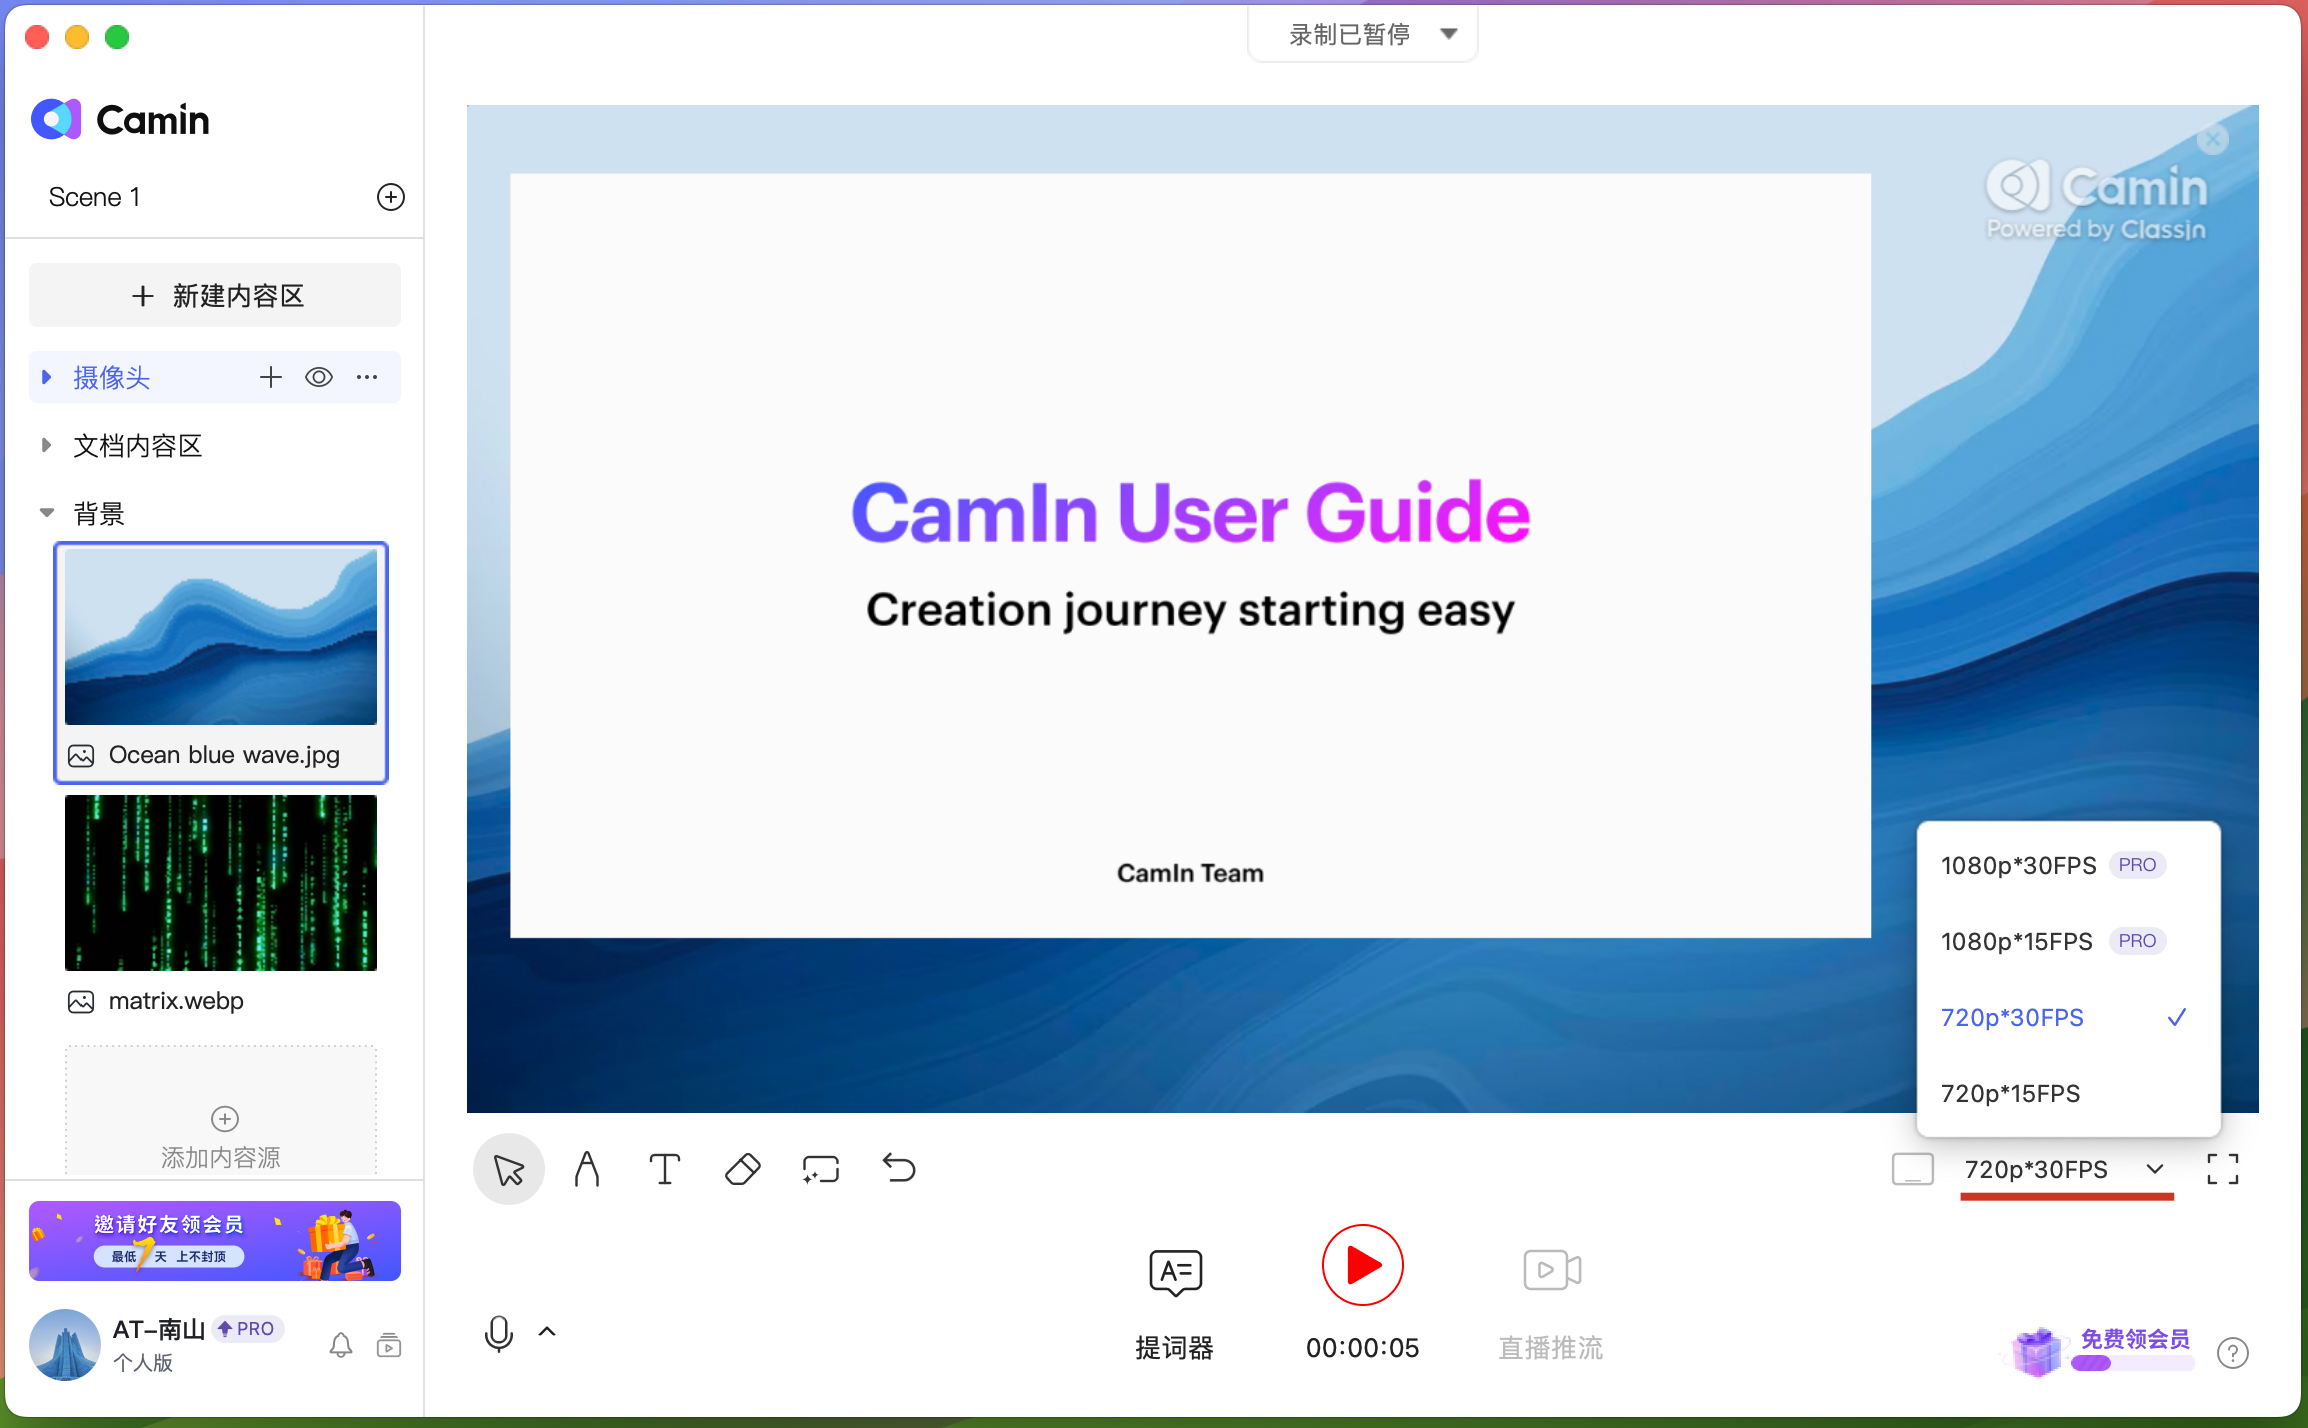 录制已暂停
Camin
Scene 1
新建内容区
摄像头
文档内容区
背景
Ocean blue wave.jpg
matrix.webp
添加内容源
邀请好友领会员
最低7天 上不封顶
AT-南山 PRO
个人版
Camin
Powered by ClassIn
CamIn User Guide
Creation journey starting easy
CamIn Team
1080p*30FPS PRO
1080p*15FPS PRO
720p*30FPS
720p*15FPS
T
720p*30FPS
A=
提词器
00:00:05
直播推流
免费领会员
?